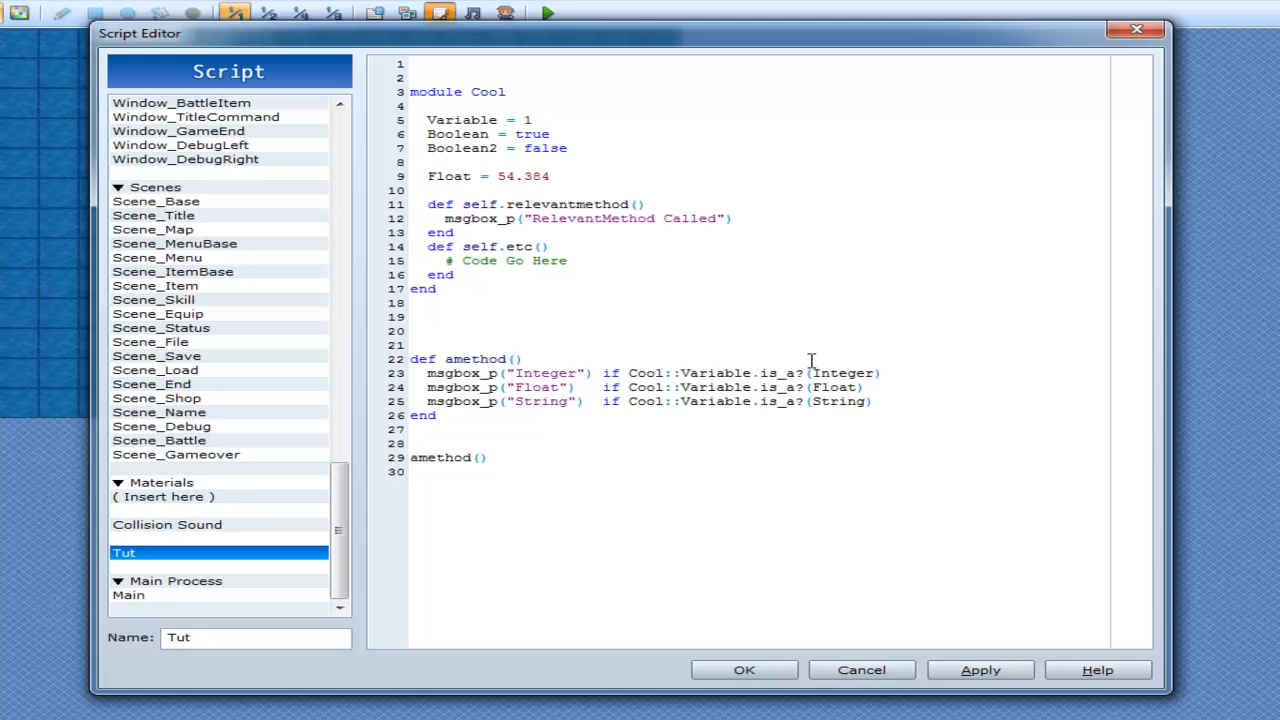 Script Editor
Script
Window_BattleItem
Window_TitleCommand
Window_GameEnd
Window_DebugLeft
Window_DebugRight
▼ Scenes
Scene_Base
Scene_Title
Scene_Map
Scene_MenuBase
Scene_Menu
Scene_ItemBase
Scene_Item
Scene_Skill
Scene_Equip
Scene_Status
Scene_File
Scene_Save
Scene_Load
Scene_End
Scene_Shop
Scene_Name
Scene_Debug
Scene_Battle
Scene_Gameover
▼ Materials
( Insert here )
Collision Sound
Tut
▼ Main Process
Main
Name: Tut
1
2
3 module Cool
4
5 Variable = 1
6 Boolean = true
7 Boolean2 = false
8
9 Float = 54.384
10
11 def self.relevantmethod()
12 msgbox_p("RelevantMethod Called")
13 end
14 def self.etc()
15 # Code Go Here
16 end
17 end
18
19
20
21
22 def amethod()
23 msgbox_p("Integer") if Cool::Variable.is_a?(Integer)
24 msgbox_p("Float") if Cool::Variable.is_a?(Float)
25 msgbox_p("String") if Cool::Variable.is_a?(String)
26 end
27
28
29 amethod()
30
OK Cancel Apply Help